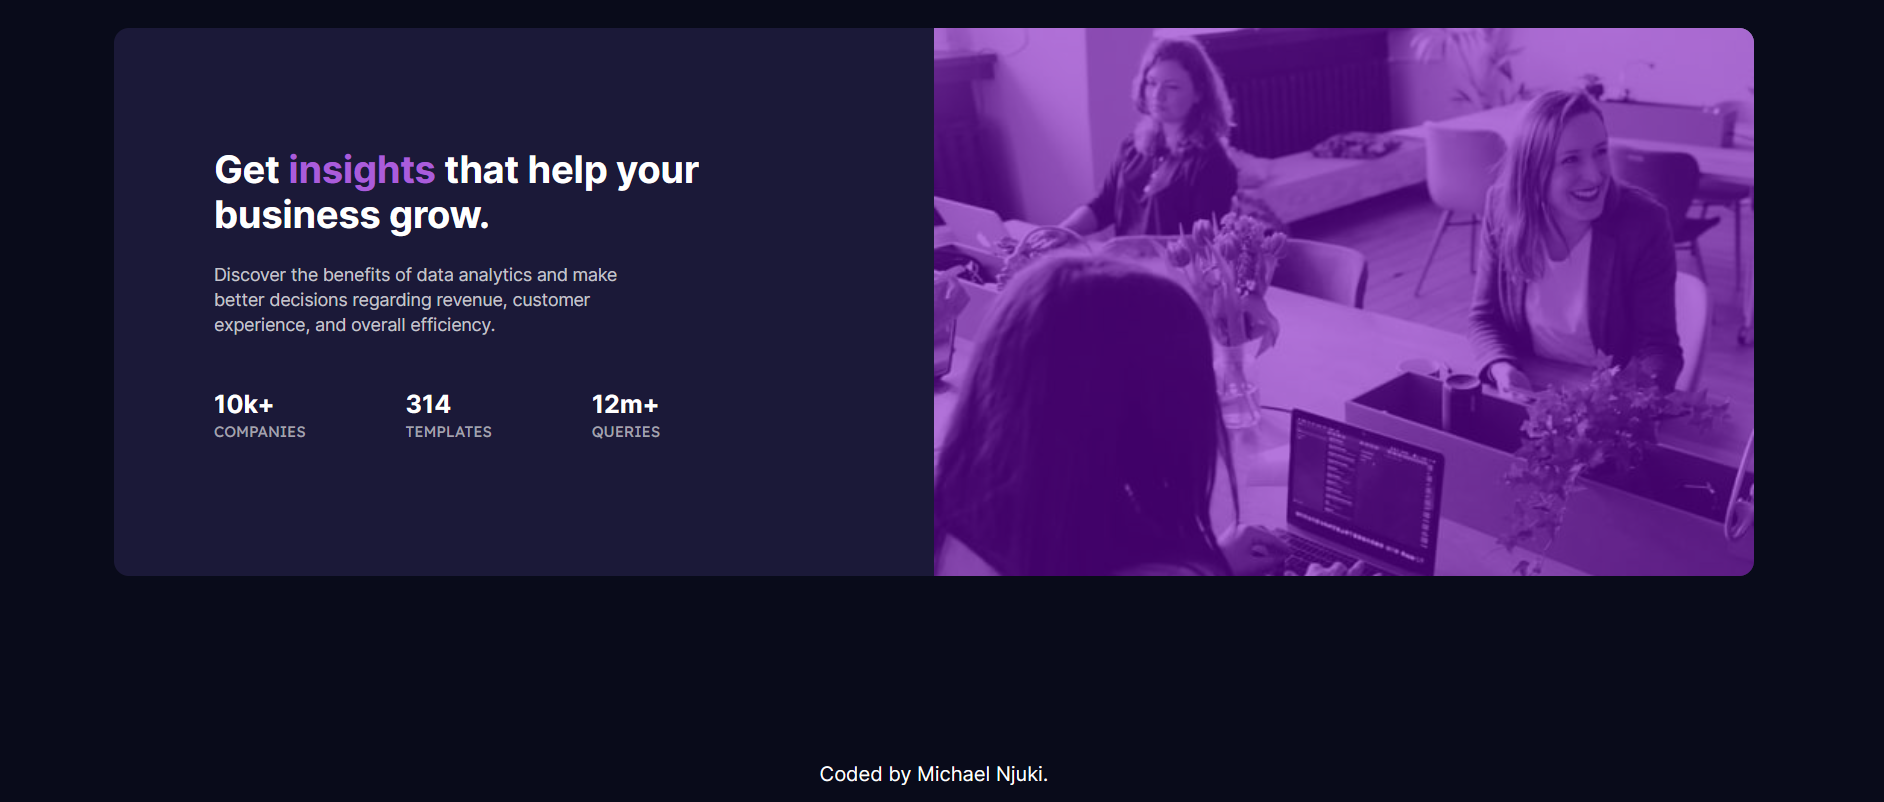 Get insights that help your
business grow.
Discover the benefits of data analytics and make
better decisions regarding revenue, customer
experience, and overall efficiency.
10k+ 314 12m+
COMPANIES TEMPLATES QUERIES
Coded by Michael Njuki.